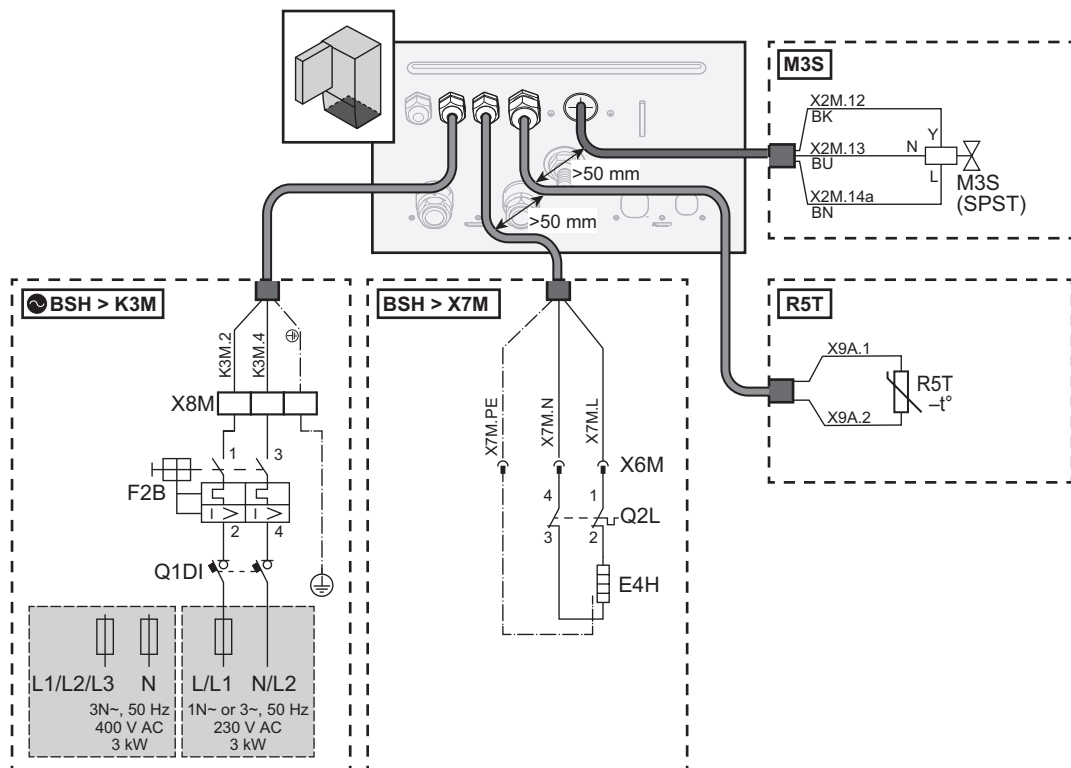 M3S
X2M.12
BK
X2M.13
BU
X2M.14a
BN
Y
N
L
M3S
(SPST)
>50 mm
>50 mm
BSH > K3M
K3M.2
K3M.4
X8M
1
3
F2B
I >
I >
2
4
Q1DI
L1/L2/L3 N
3N~, 50 Hz
400 V AC
3 kW
L/L1 N/L2
1N~ or 3~, 50 Hz
230 V AC
3 kW
BSH > X7M
X7M.PE
X7M.N
X7M.L
X6M
4
1
Q2L
3
2
E4H
R5T
X9A.1
R5T
–t°
X9A.2